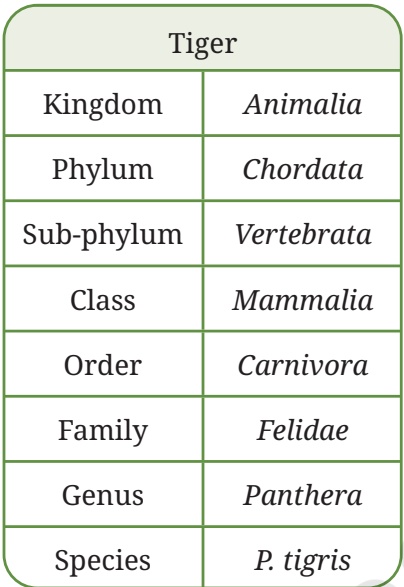 Tiger
Kingdom Animalia
Phylum Chordata
Sub-phylum Vertebrata
Class Mammalia
Order Carnivora
Family Felidae
Genus Panthera
Species P. tigris